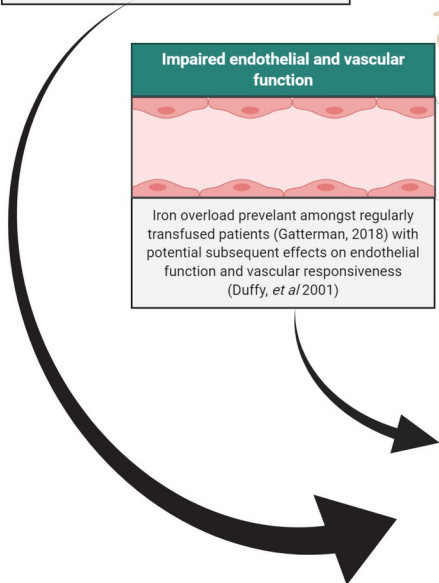 Impaired endothelial and vascular
function
Iron overload prevelant amongst regularly
transfused patients (Gatterman, 2018) with
potential subsequent effects on endothelial
function and vascular responsiveness
(Duffy, et al 2001)